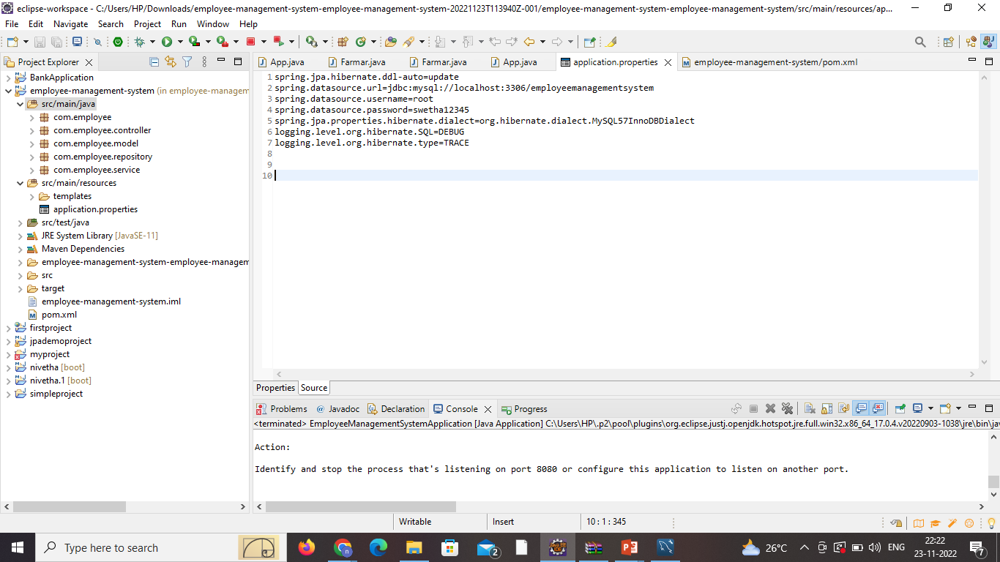 eclipse-workspace - C:/Users/HP/Downloads/employee-management-system-employee-management-system-20221123T113940Z-001/employee-management-system-employee-management-system/src/main/resources/ap...
File Edit Navigate Search Project Run Window Help
Project Explorer
BankApplication
employee-management-system (in employee-managem
src/main/java
com.employee
com.employee.controller
com.employee.model
com.employee.repository
com.employee.service
src/main/resources
templates
application.properties
src/test/java
JRE System Library [JavaSE-11]
Maven Dependencies
employee-management-system-employee-managem
src
target
employee-management-system.iml
pom.xml
firstproject
jpademoproject
myproject
nivetha [boot]
nivetha.1 [boot]
simpleproject
App.java Farmar.java Farmar.java App.java application.properties employee-management-system/pom.xml
1 spring.jpa.hibernate.ddl-auto=update
2 spring.datasource.url=jdbc:mysql://localhost:3306/employeemanagementsystem
3 spring.datasource.username=root
4 spring.datasource.password=swetha12345
5 spring.jpa.properties.hibernate.dialect=org.hibernate.dialect.MySQL57InnoDBDialect
6 logging.level.org.hibernate.SQL=DEBUG
7 logging.level.org.hibernate.type=TRACE
8
9
10
Properties Source
Problems @ Javadoc Declaration Console Progress
<terminated> EmployeeManagementSystemApplication [Java Application] C:\Users\HP\.p2\pool\plugins\org.eclipse.justj.openjdk.hotspot.jre.full.win32.x86_64_17.0.4.v20220903-1038\jre\bin\jav
Action:
Identify and stop the process that's listening on port 8080 or configure this application to listen on another port.
Writable Insert 10 : 1 : 345
Type here to search
2
26°C
ENG
22:22
23-11-2022
7